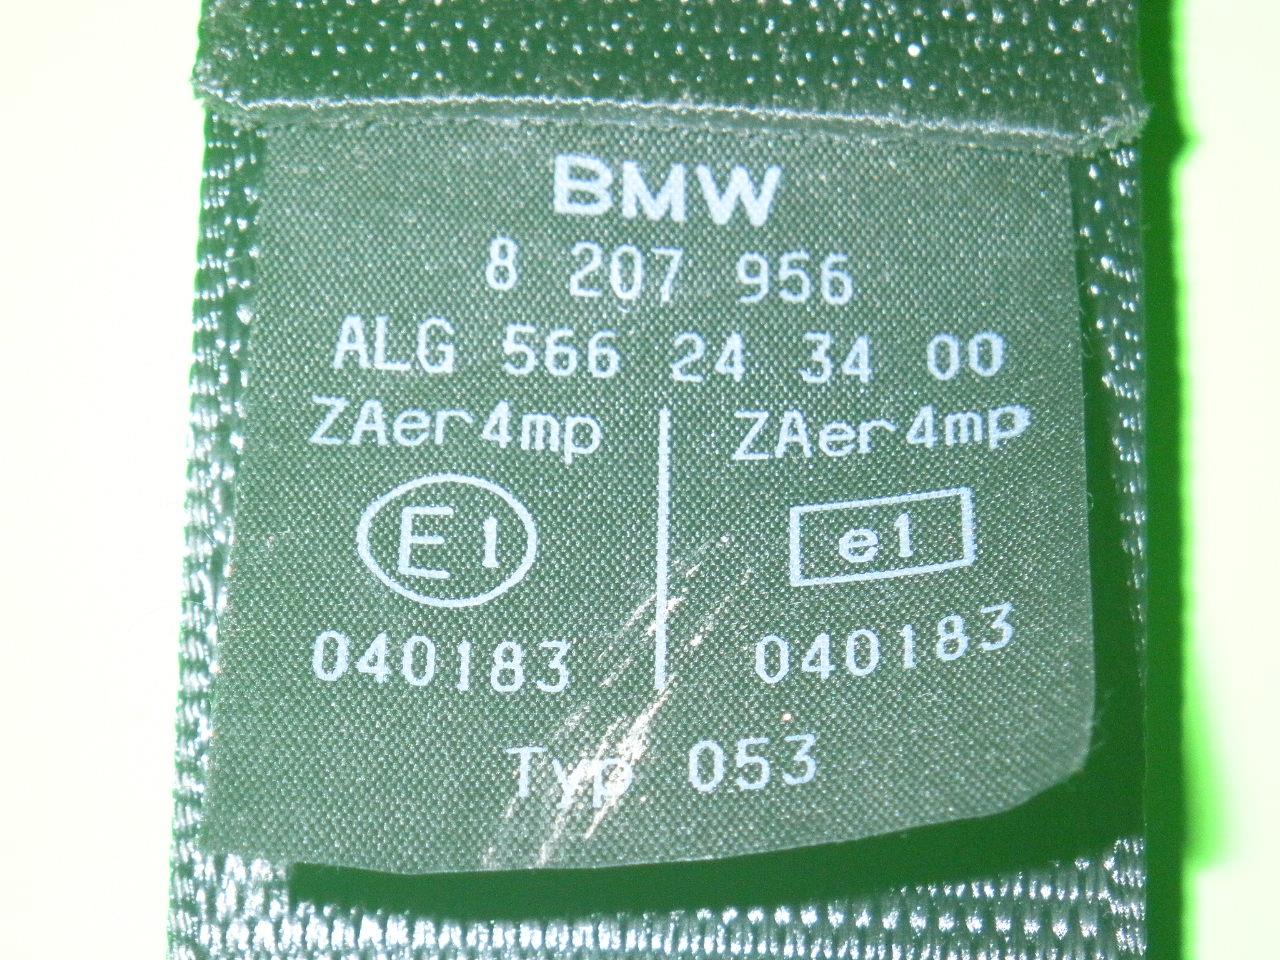 BMW
8 207 956
ALG 566 24 34 00
ZAer4mp ZAer4mp
E1 e1
040183 040183
Typ 053